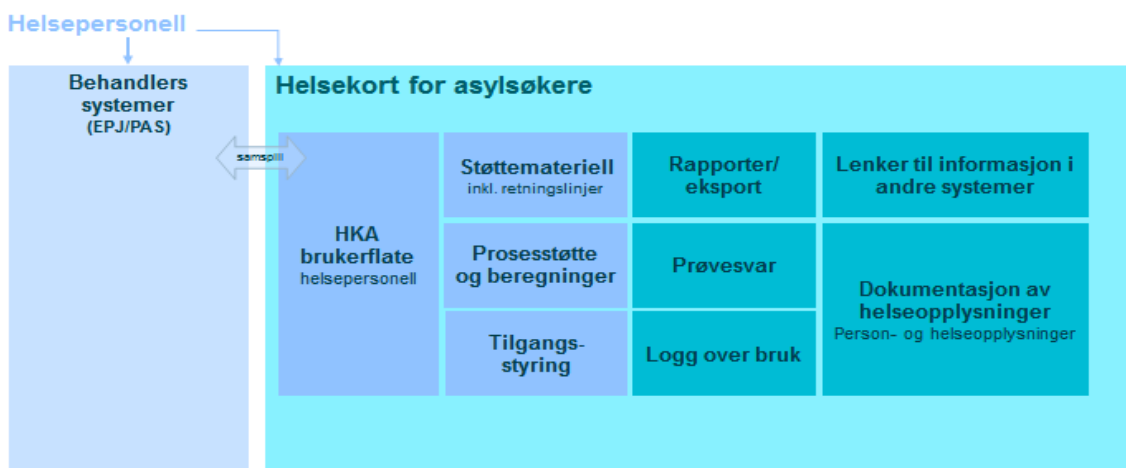 Helsepersonell
Behandlers
systemer
(EPJ/PAS)
samspill
Helsekort for asylsøkere
HKA
brukerflate
helsepersonell
Støttemateriell
inkl. retningslinjer
Prosesstøtte
og beregninger
Tilgangs-
styring
Rapporter/
eksport
Prøvesvar
Logg over bruk
Lenker til informasjon i
andre systemer
Dokumentasjon av
helseopplysninger
Person- og helseopplysninger